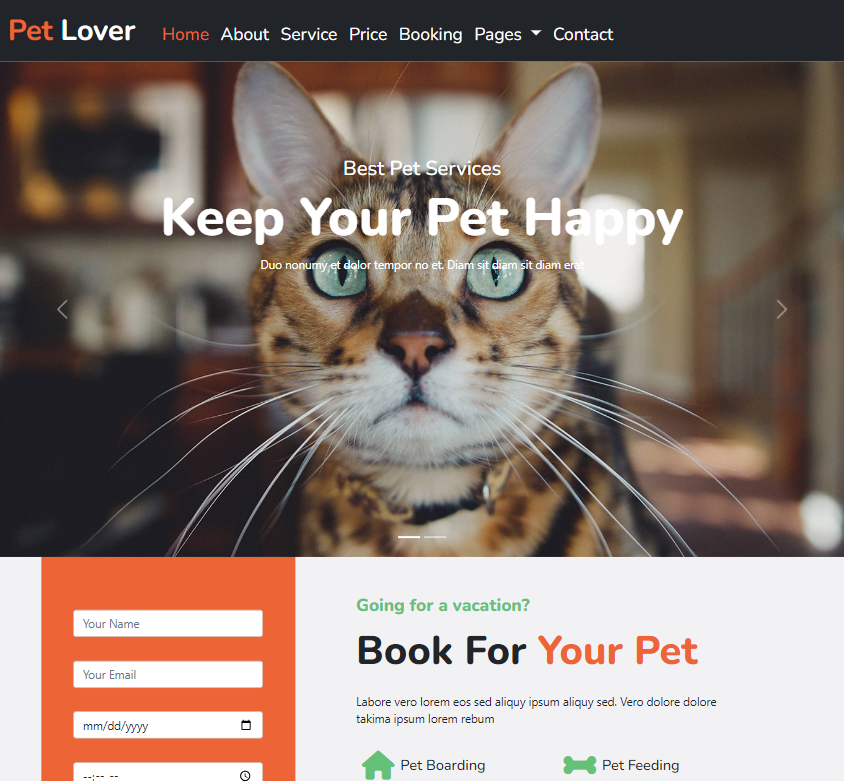 Pet Lover Home About Service Price Booking Pages Contact
Best Pet Services
Keep Your Pet Happy
Duo nonumy et dolor tempor no et. Diam sit diam sit diam erat
Your Name
Your Email
mm/dd/yyyy
--:-- --
Going for a vacation?
Book For Your Pet
Labore vero lorem eos sed aliquy ipsum aliquy sed. Vero dolore dolore
takima ipsum lorem rebum
Pet Boarding
Pet Feeding